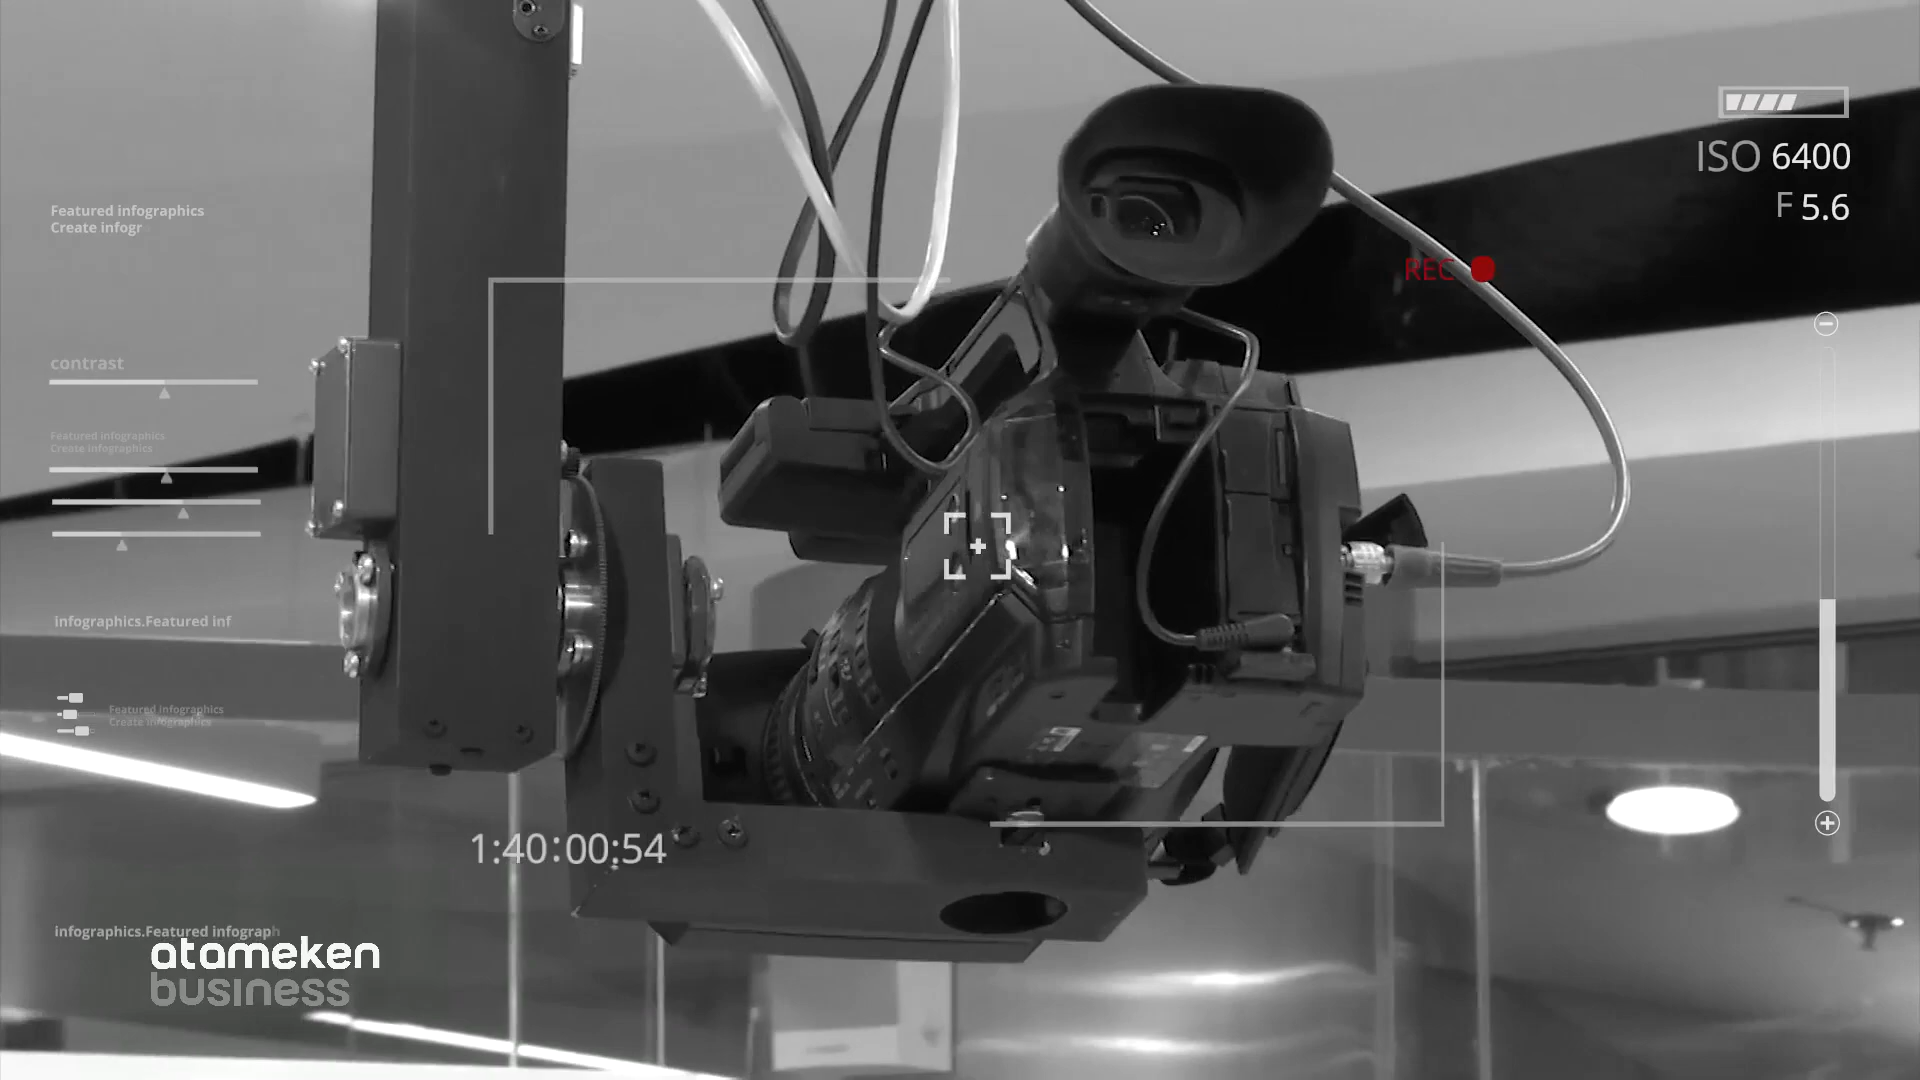 ISO 6400
F 5.6
Featured infographics
Create infogr
REC
contrast
Featured infographics
Create infographics
infographics.Featured inf
Featured infographics
Create infographics
1:40:00:54
infographics.Featured infograph
atameken
business